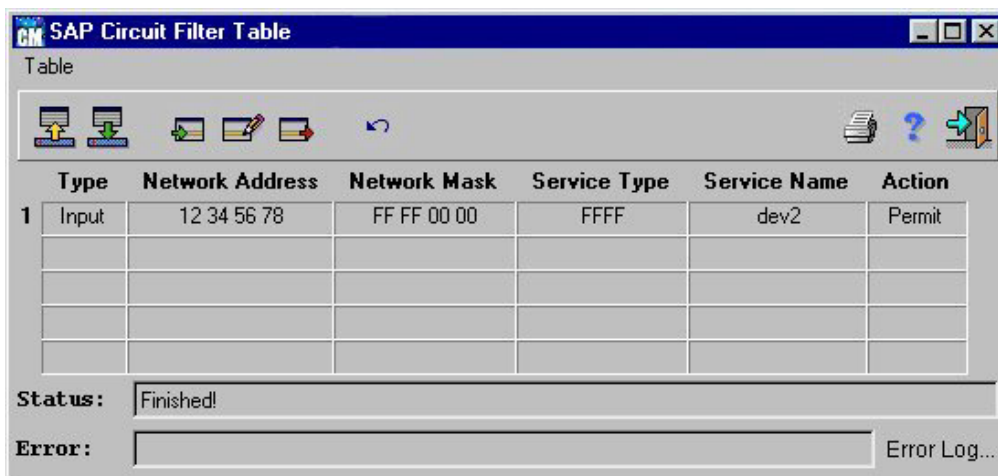 CM SAP Circuit Filter Table
Table
Type Network Address Network Mask Service Type Service Name Action
1 Input 12 34 56 78 FF FF 00 00 FFFF dev2 Permit
Status: Finished!
Error: Error Log...